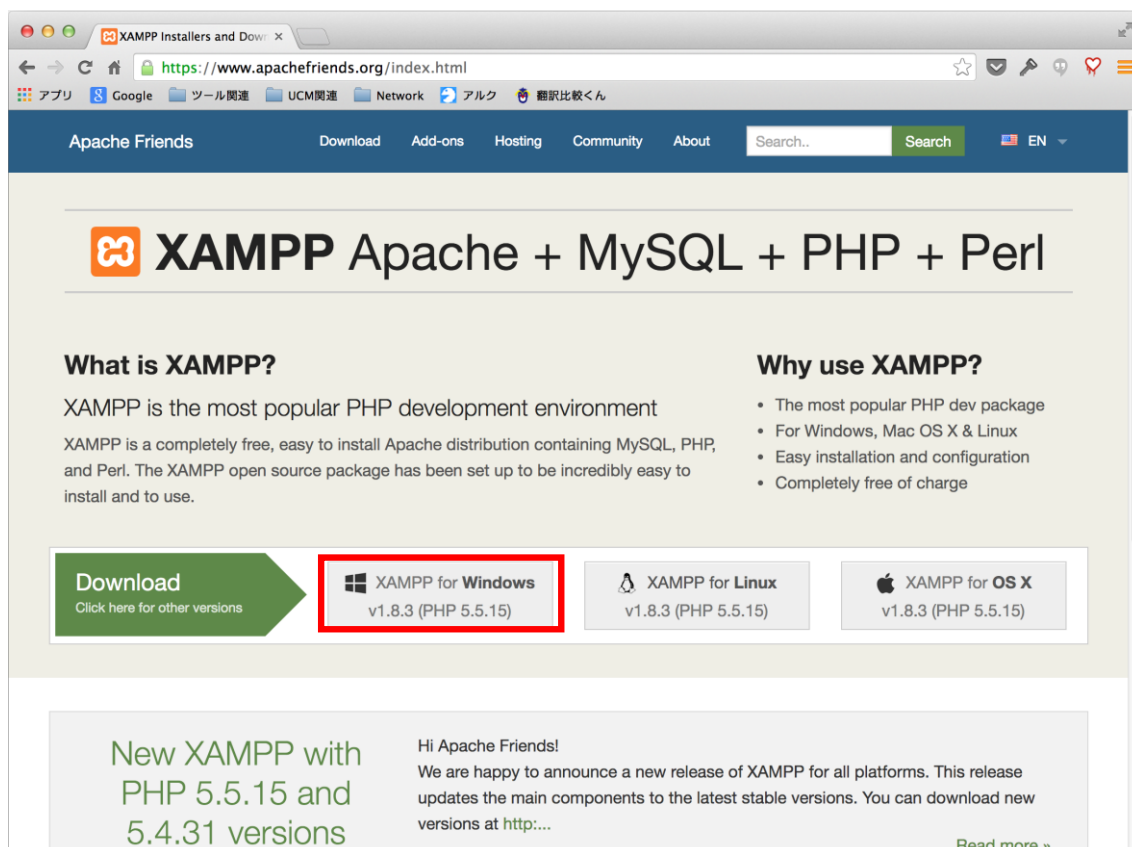 XAMPP Installers and Dow
https://www.apachefriends.org/index.html
アプリ Google ツール関連 UCM関連 Network アルク 翻訳比較くん
Apache Friends Download Add-ons Hosting Community About Search.. Search EN
XAMPP Apache + MySQL + PHP + Perl
What is XAMPP?
XAMPP is the most popular PHP development environment
XAMPP is a completely free, easy to install Apache distribution containing MySQL, PHP,
and Perl. The XAMPP open source package has been set up to be incredibly easy to
install and to use.
Why use XAMPP?
• The most popular PHP dev package
• For Windows, Mac OS X & Linux
• Easy installation and configuration
• Completely free of charge
Download
Click here for other versions
XAMPP for Windows
v1.8.3 (PHP 5.5.15)
XAMPP for Linux
v1.8.3 (PHP 5.5.15)
XAMPP for OS X
v1.8.3 (PHP 5.5.15)
New XAMPP with
PHP 5.5.15 and
5.4.31 versions
Hi Apache Friends!
We are happy to announce a new release of XAMPP for all platforms. This release
updates the main components to the latest stable versions. You can download new
versions at http:...
Read more »